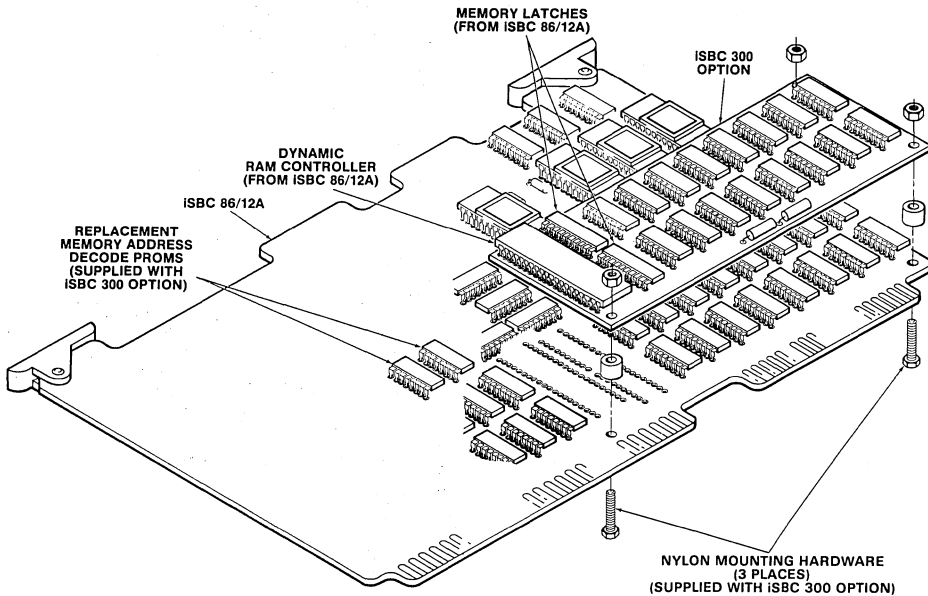 MEMORY LATCHES
(FROM iSBC 86/12A)
iSBC 300
OPTION
DYNAMIC
RAM CONTROLLER
(FROM iSBC 86/12A)
iSBC 86/12A
REPLACEMENT
MEMORY ADDRESS
DECODE PROMS
(SUPPLIED WITH
iSBC 300 OPTION)
NYLON MOUNTING HARDWARE
(3 PLACES)
(SUPPLIED WITH iSBC 300 OPTION)